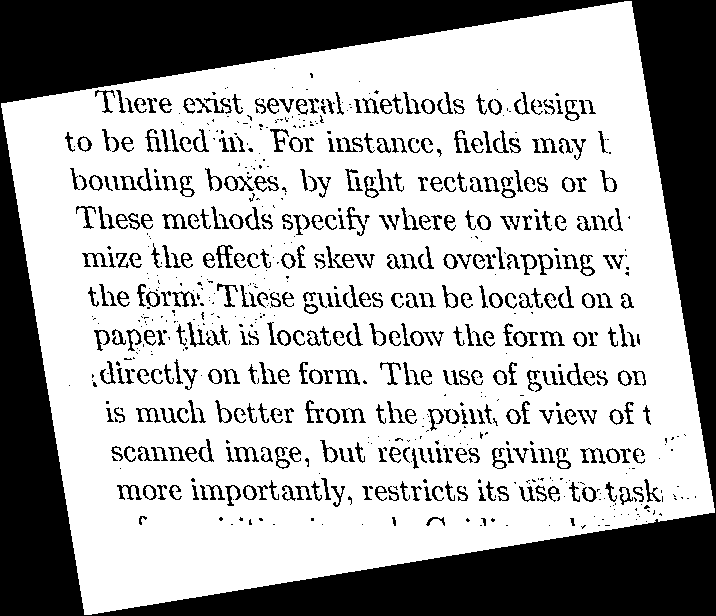 There exist several methods to design
to be filled in. For instance, fields may
bounding boxes, by light rectangles or b
These methods specify where to write and
mize the effect of skew and overlapping
the form. These guides can be located on a
paper that is located below the form or
directly on the form. The use of guides on
is much better from the point of view of t
scanned image, but requires giving more
more importantly, restricts its use to task